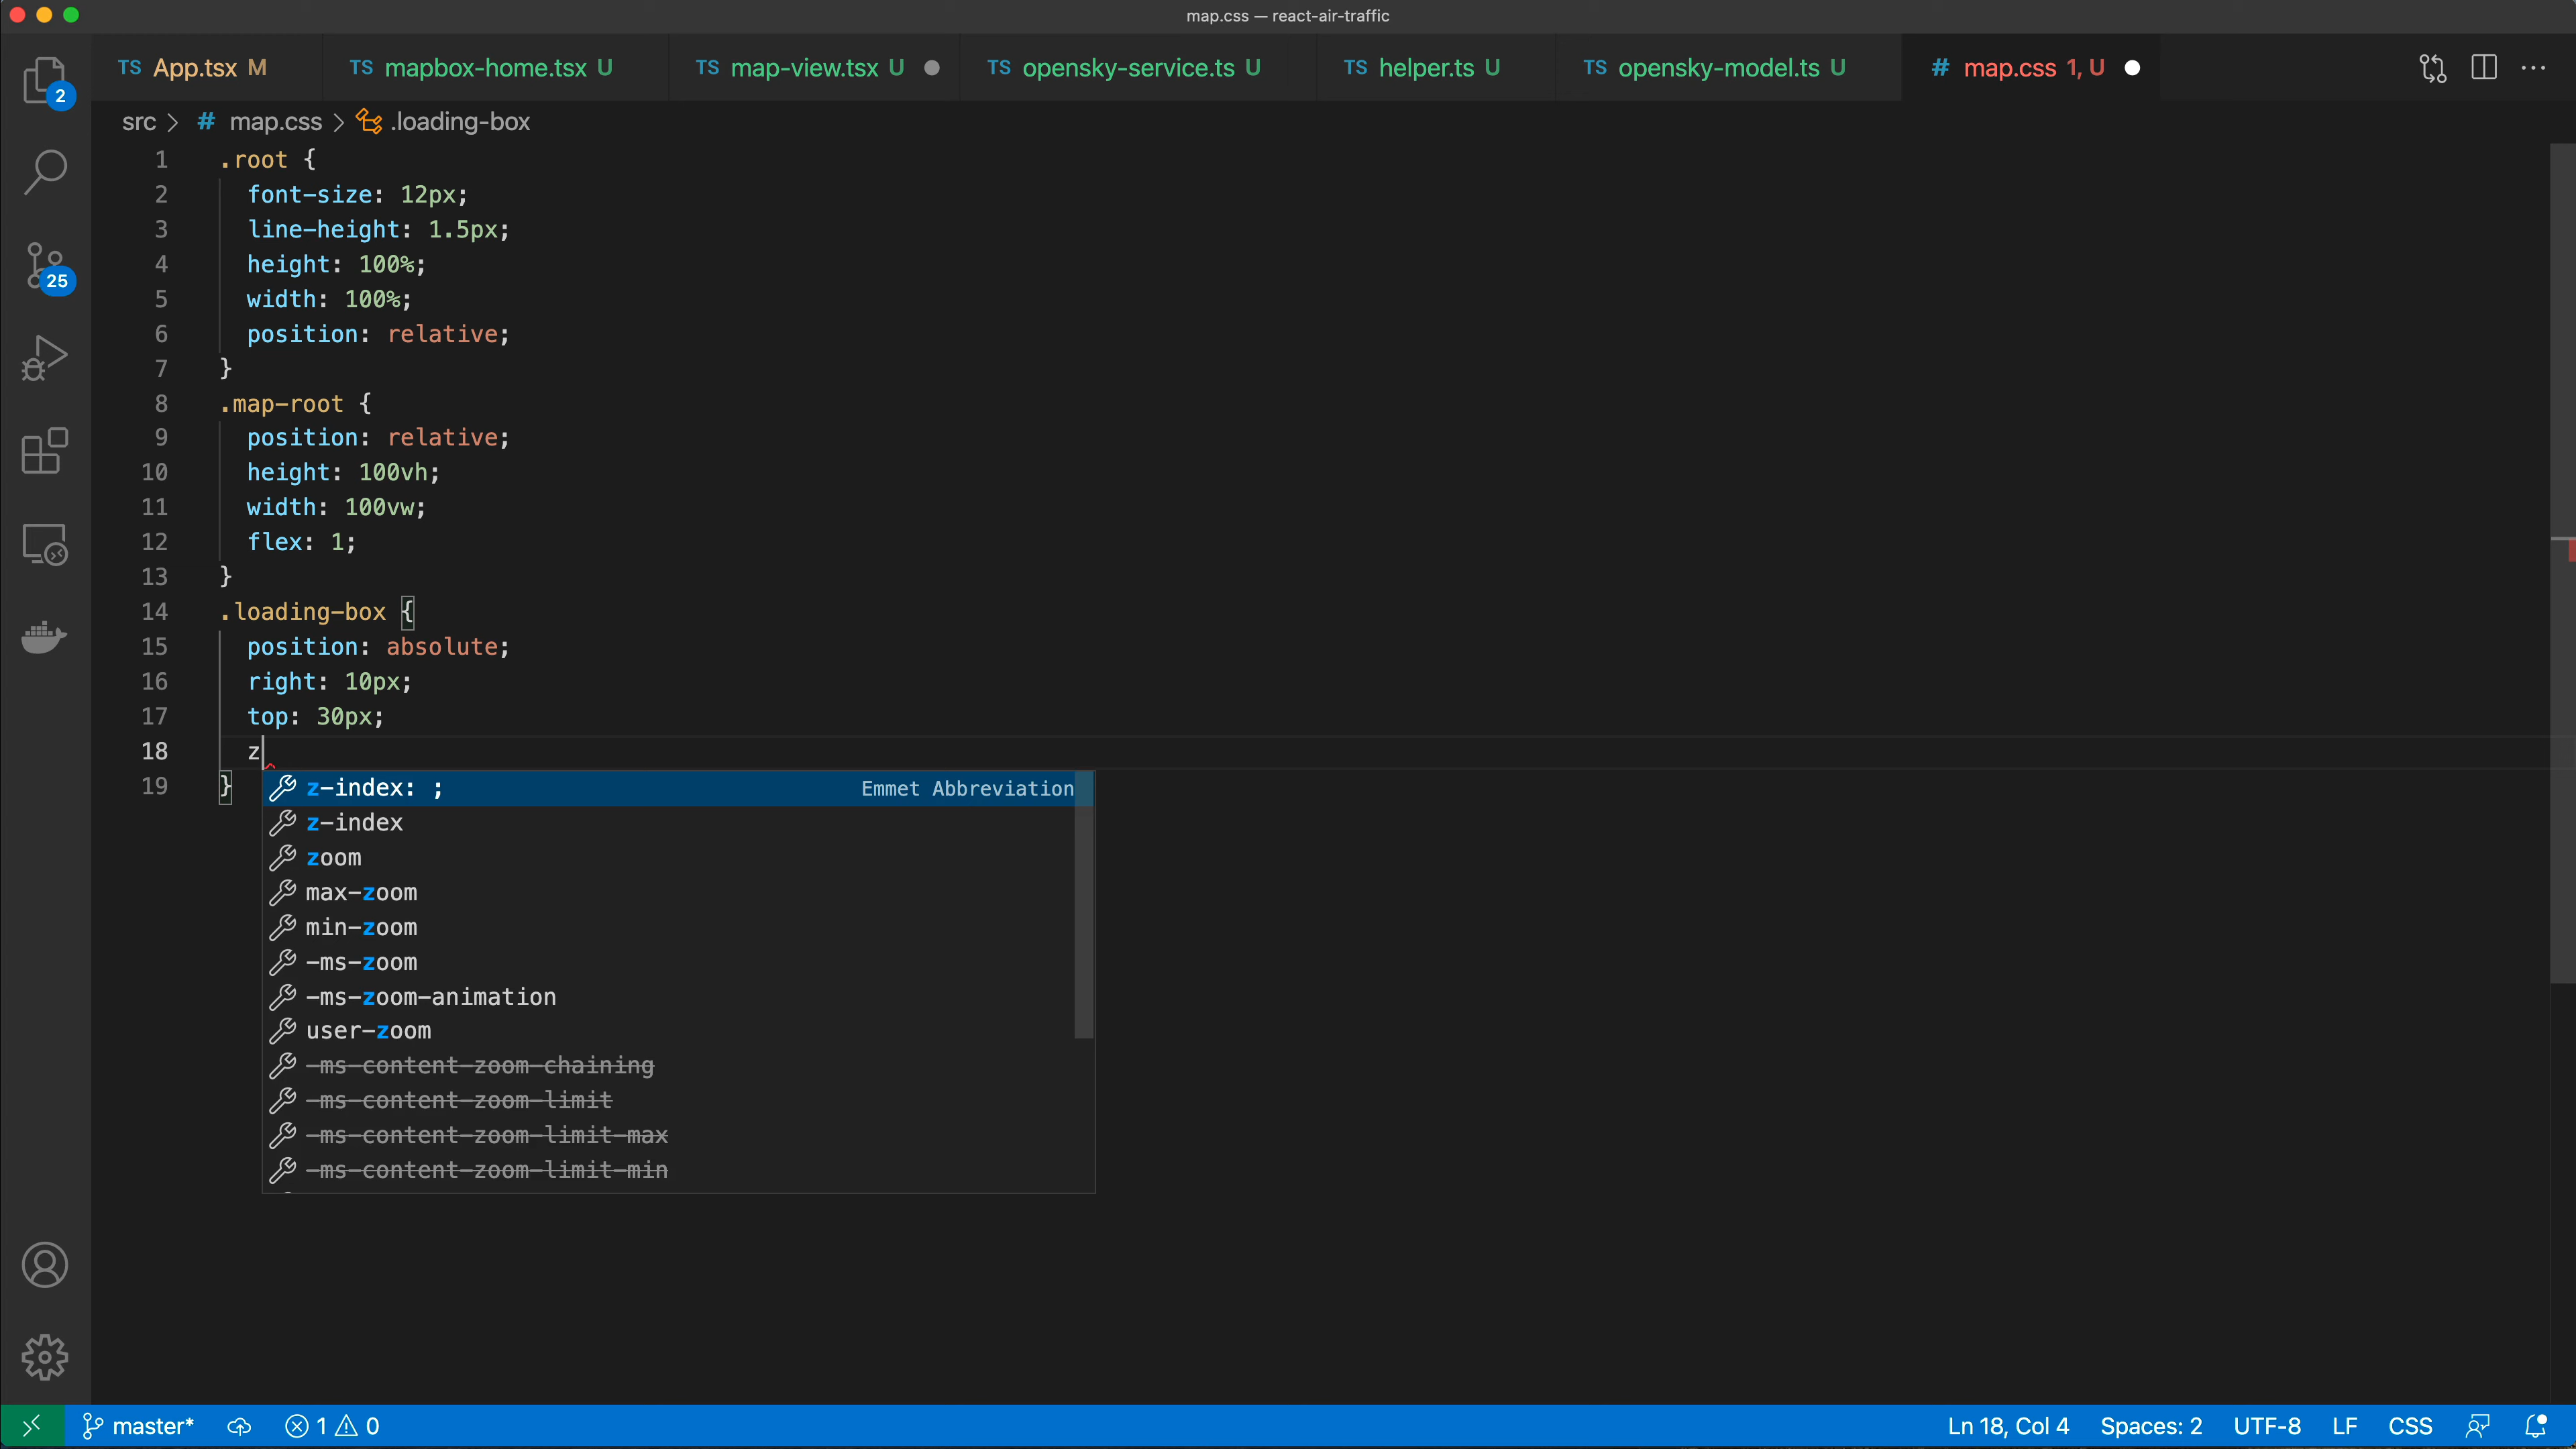 map.css — react-air-traffic
TS App.tsx M
TS mapbox-home.tsx U
TS map-view.tsx U
TS opensky-service.ts U
TS helper.ts U
TS opensky-model.ts U
# map.css 1, U
2
25
src > # map.css > .loading-box
1 .root {
2 font-size: 12px;
3 line-height: 1.5px;
4 height: 100%;
5 width: 100%;
6 position: relative;
7 }
8 .map-root {
9 position: relative;
10 height: 100vh;
11 width: 100vw;
12 flex: 1;
13 }
14 .loading-box {
15 position: absolute;
16 right: 10px;
17 top: 30px;
18 z
19 }
z-index: ; Emmet Abbreviation
z-index
zoom
max-zoom
min-zoom
-ms-zoom
-ms-zoom-animation
user-zoom
-ms-content-zoom-chaining
-ms-content-zoom-limit
-ms-content-zoom-limit-max
-ms-content-zoom-limit-min
master* 1 0 Ln 18, Col 4 Spaces: 2 UTF-8 LF CSS